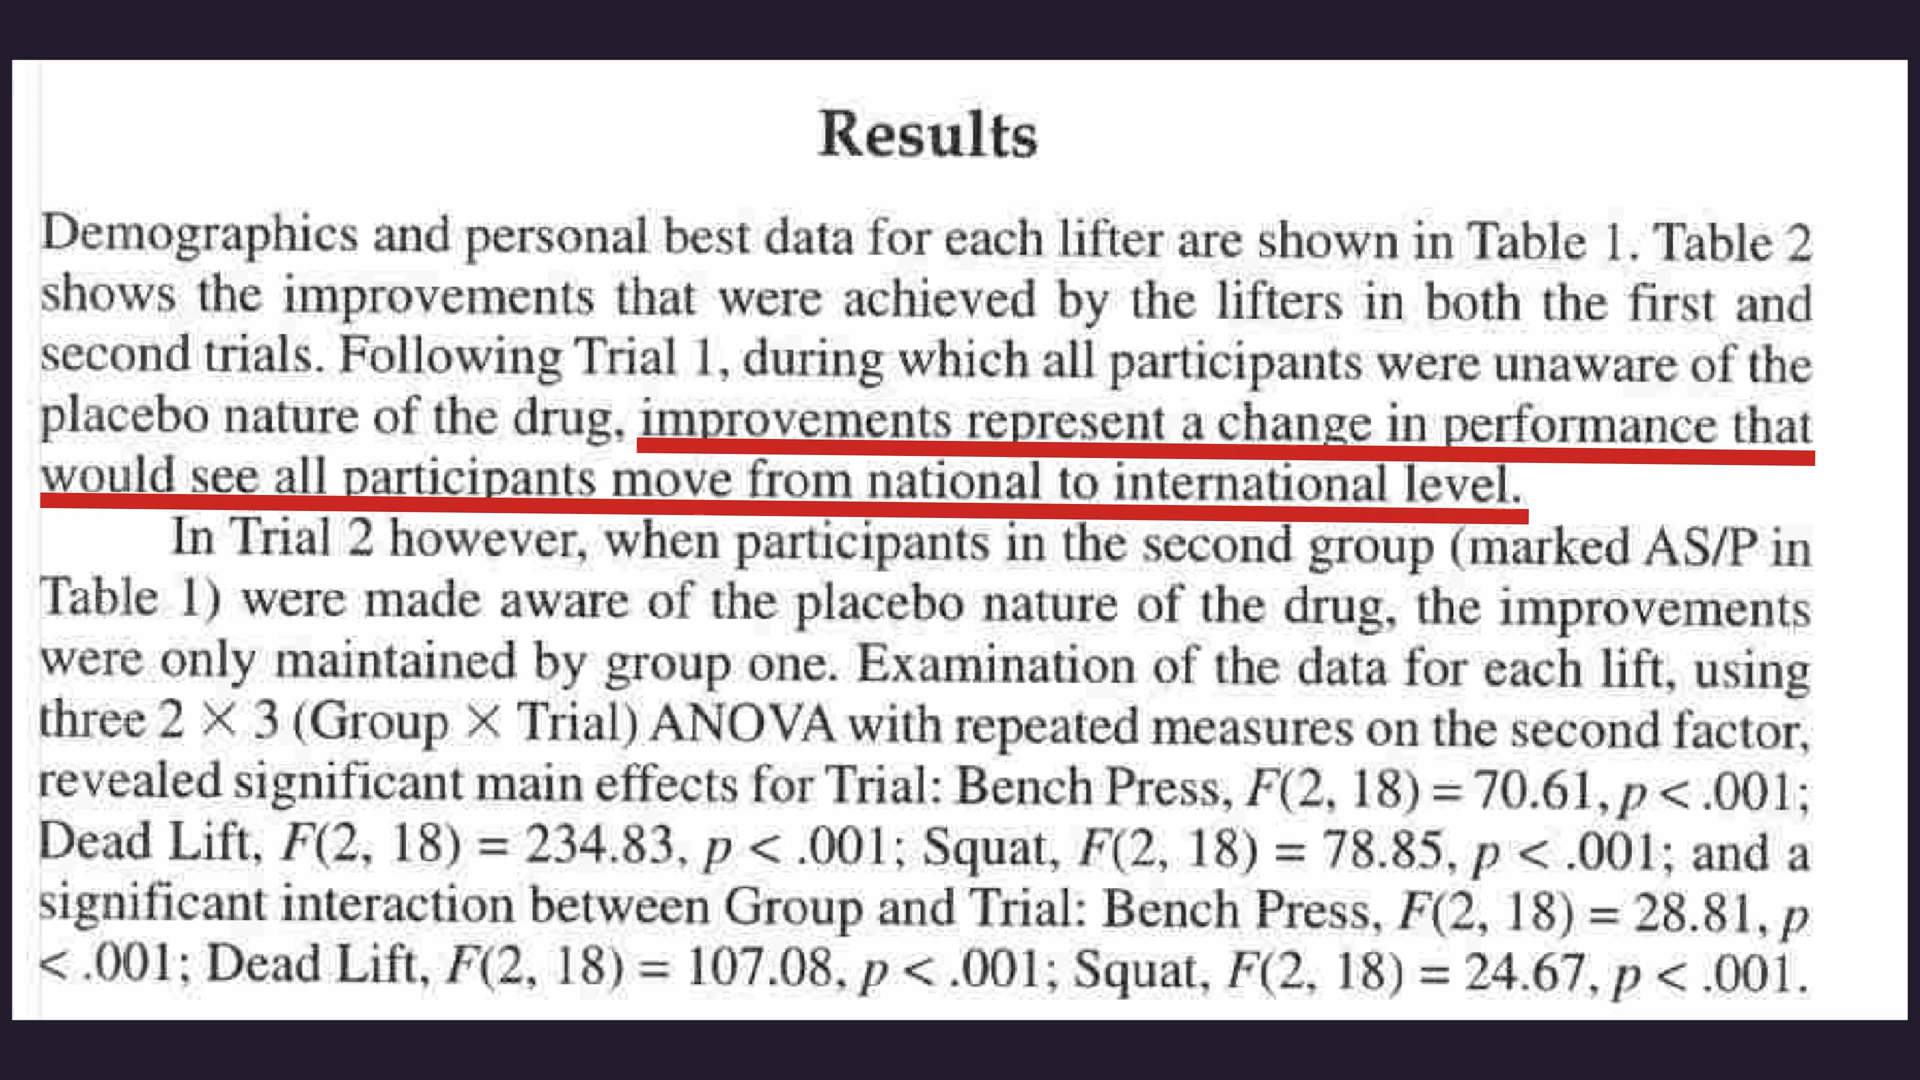 Results
Demographics and personal best data for each lifter are shown in Table 1. Table 2
shows the improvements that were achieved by the lifters in both the first and
second trials. Following Trial 1, during which all participants were unaware of the
placebo nature of the drug, improvements represent a change in performance that
would see all participants move from national to international level.
In Trial 2 however, when participants in the second group (marked AS/P in
Table 1) were made aware of the placebo nature of the drug, the improvements
were only maintained by group one. Examination of the data for each lift, using
three 2 × 3 (Group × Trial) ANOVA with repeated measures on the second factor,
revealed significant main effects for Trial: Bench Press, F(2, 18) = 70.61, p < .001;
Dead Lift, F(2, 18) = 234.83, p < .001; Squat, F(2, 18) = 78.85, p < .001; and a
significant interaction between Group and Trial: Bench Press, F(2, 18) = 28.81, p
< .001; Dead Lift, F(2, 18) = 107.08, p < .001; Squat, F(2, 18) = 24.67, p < .001.